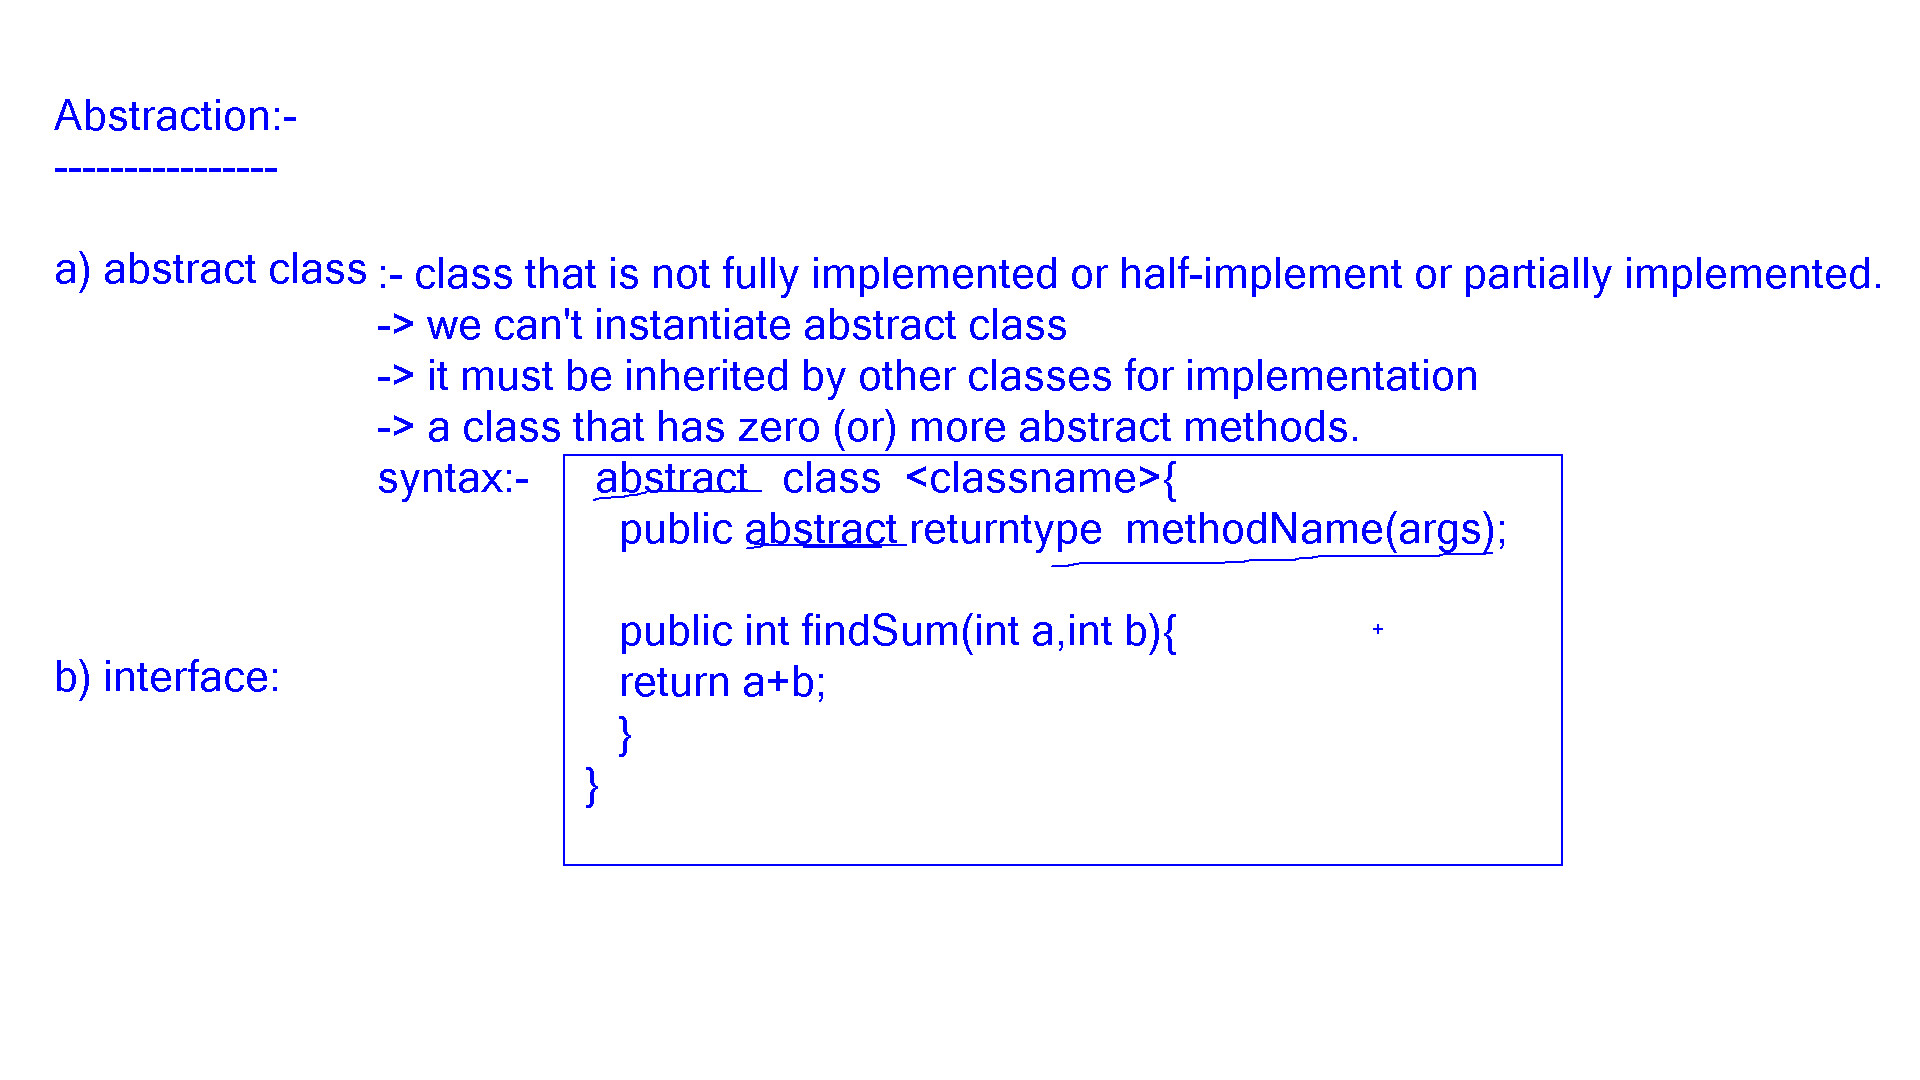 Abstraction:-
----------------
a) abstract class :- class that is not fully implemented or half-implement or partially implemented.
-> we can't instantiate abstract class
-> it must be inherited by other classes for implementation
-> a class that has zero (or) more abstract methods.
syntax:- abstract class <classname>{
public abstract returntype methodName(args);
public int findSum(int a,int b){
return a+b;
}
}
b) interface: